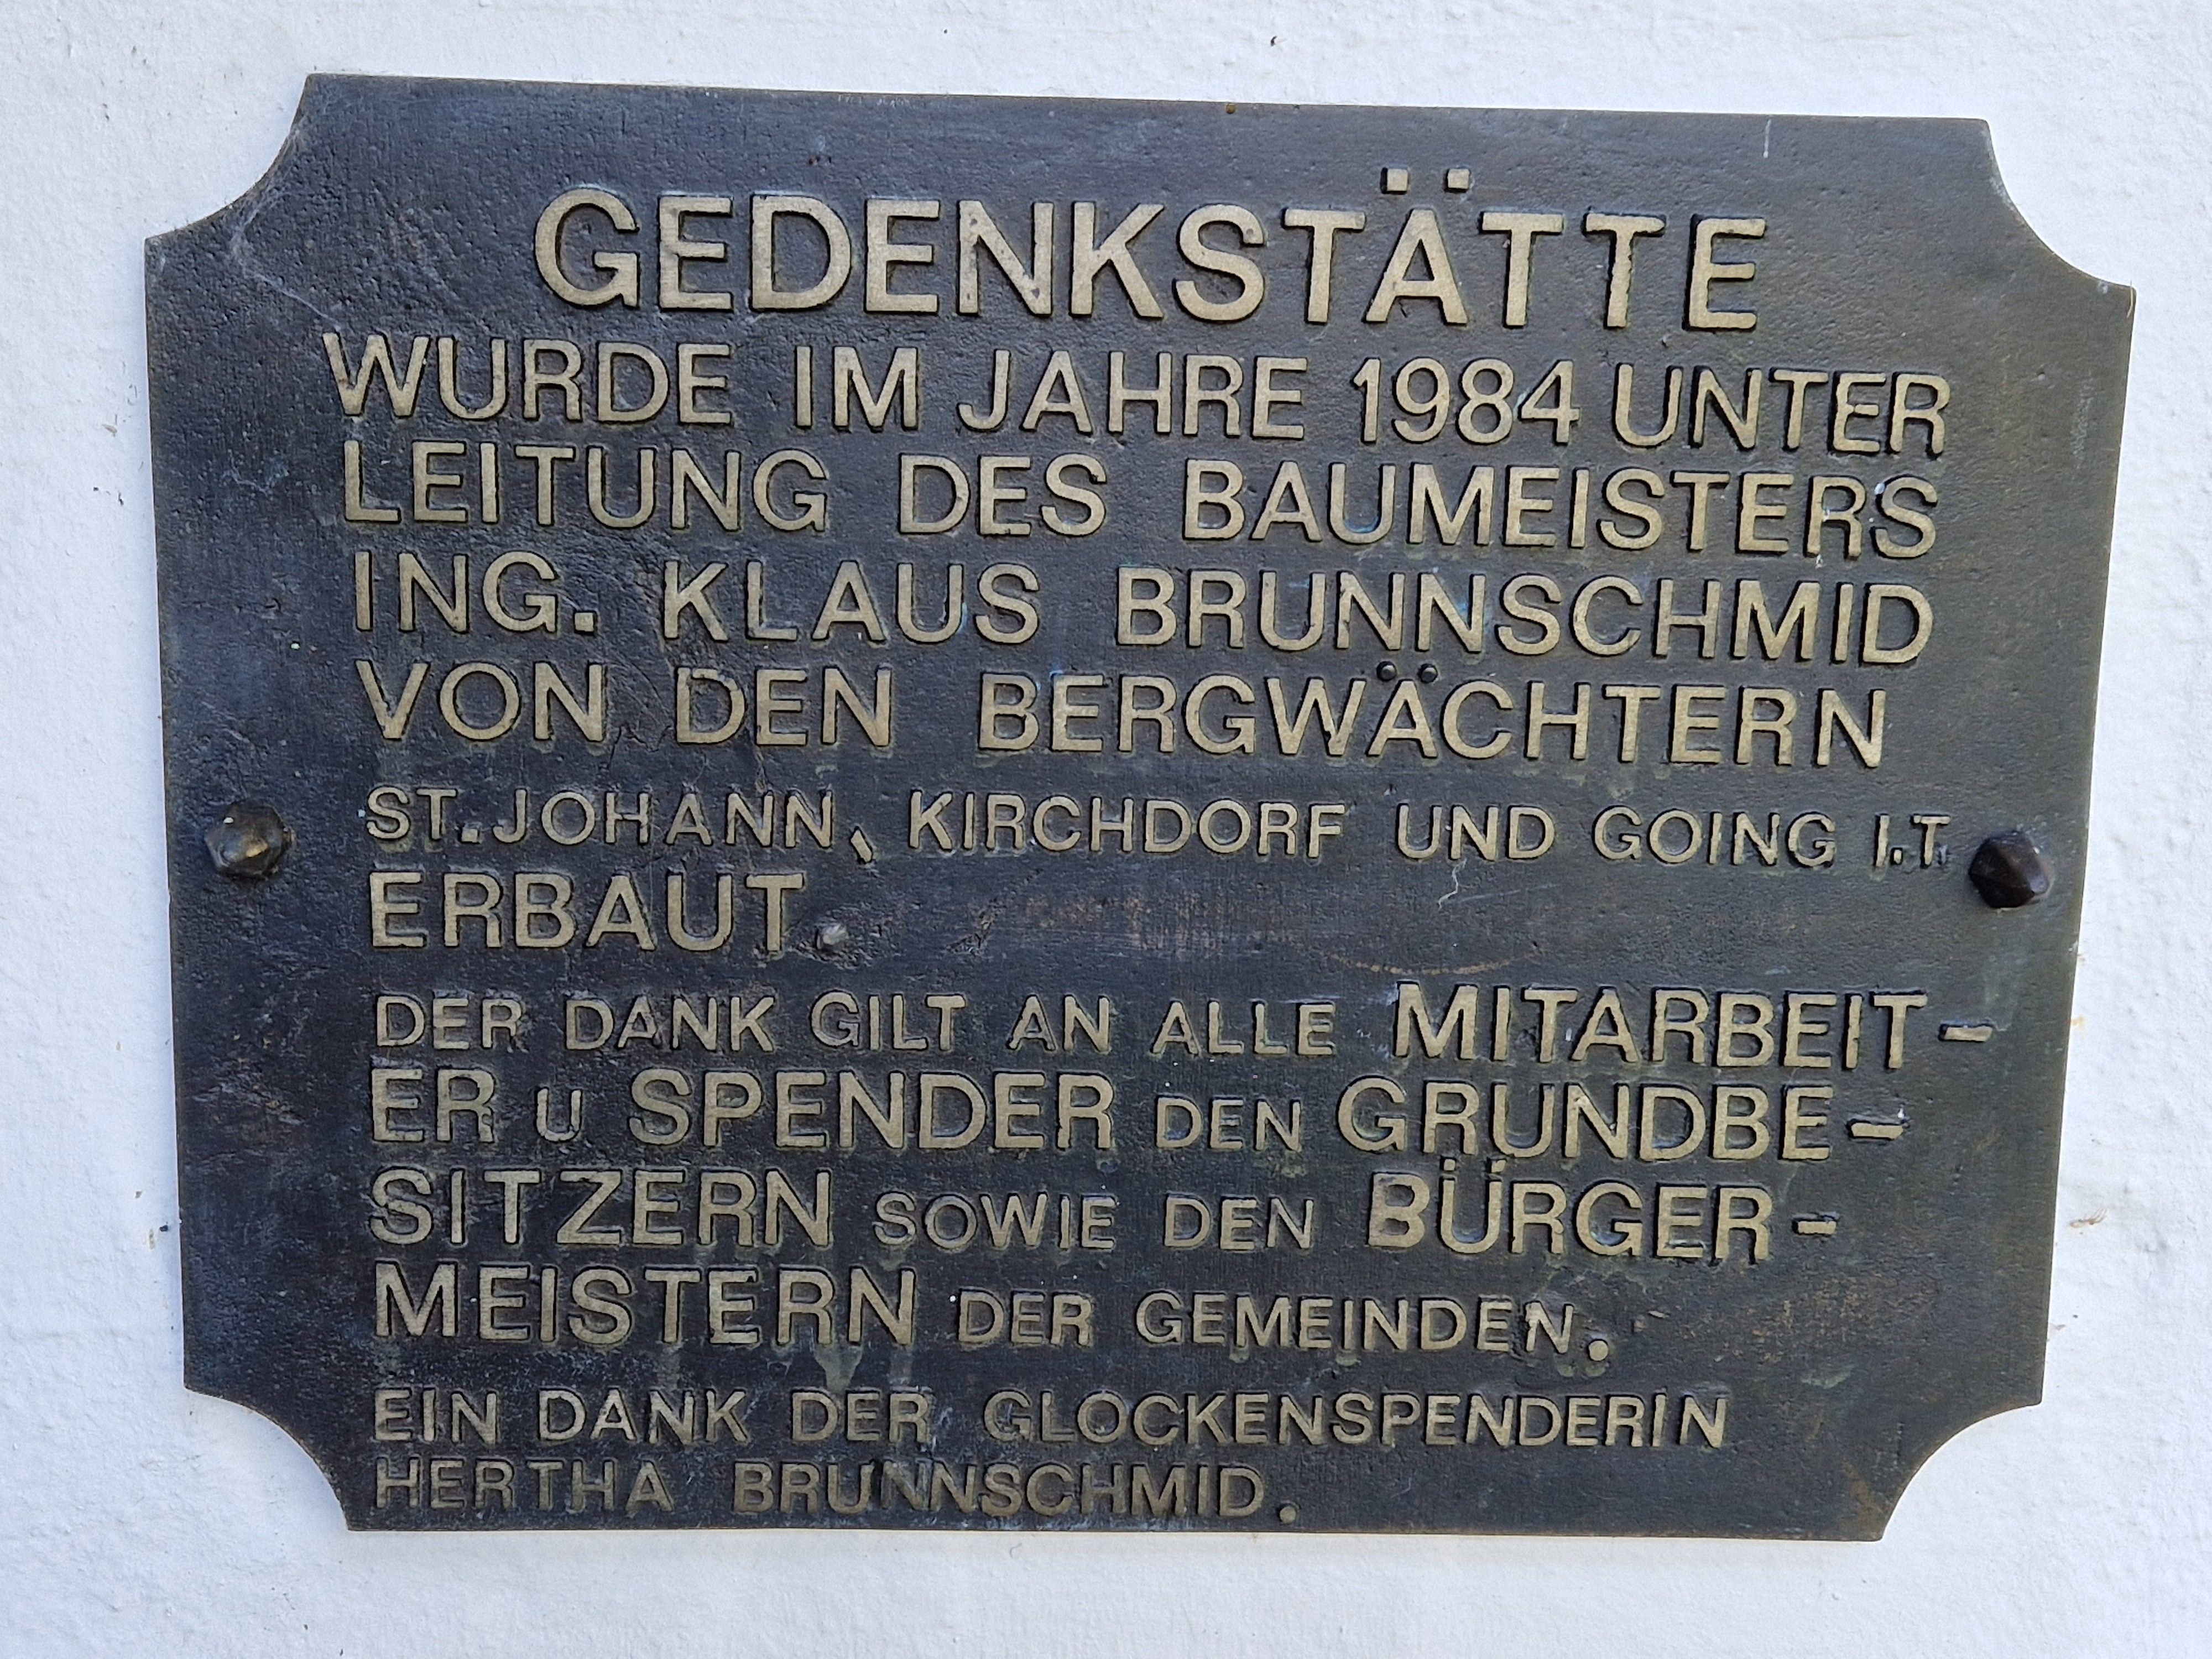 GEDENKSTÄTTE
WURDE IM JAHRE 1984 UNTER
LEITUNG DES BAUMEISTERS
ING. KLAUS BRUNNSCHMID
VON DEN BERGWÄCHTERN
ST. JOHANN, KIRCHDORF UND GOING I.T.
ERBAUT.
DER DANK GILT AN ALLE MITARBEIT-
ER U SPENDER DEN GRUNDBE-
SITZERN SOWIE DEN BÜRGER-
MEISTERN DER GEMEINDEN.
EIN DANK DER GLOCKENSPENDERIN
HERTHA BRUNNSCHMID.